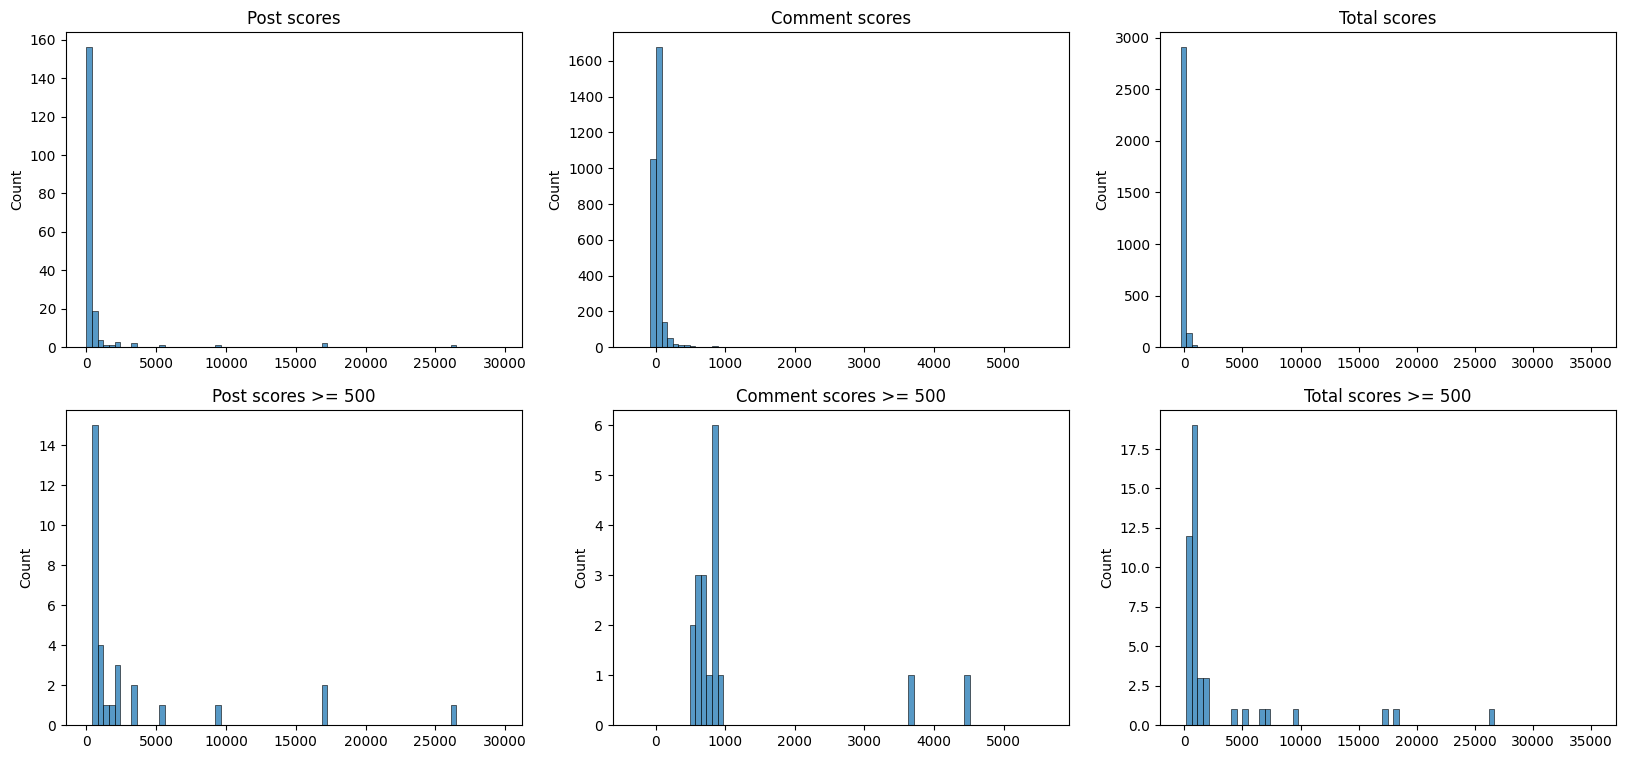 Post scores
Comment scores
Total scores
160
140
120
100
80
60
40
20
0
Count
0 5000 10000 15000 20000 25000 30000
1600
1400
1200
1000
800
600
400
200
0
Count
0 1000 2000 3000 4000 5000
3000
2500
2000
1500
1000
500
0
Count
0 5000 10000 15000 20000 25000 30000 35000
Post scores >= 500
Comment scores >= 500
Total scores >= 500
14
12
10
8
6
4
2
0
Count
0 5000 10000 15000 20000 25000 30000
6
5
4
3
2
1
0
Count
0 1000 2000 3000 4000 5000
17.5
15.0
12.5
10.0
7.5
5.0
2.5
0.0
Count
0 5000 10000 15000 20000 25000 30000 35000